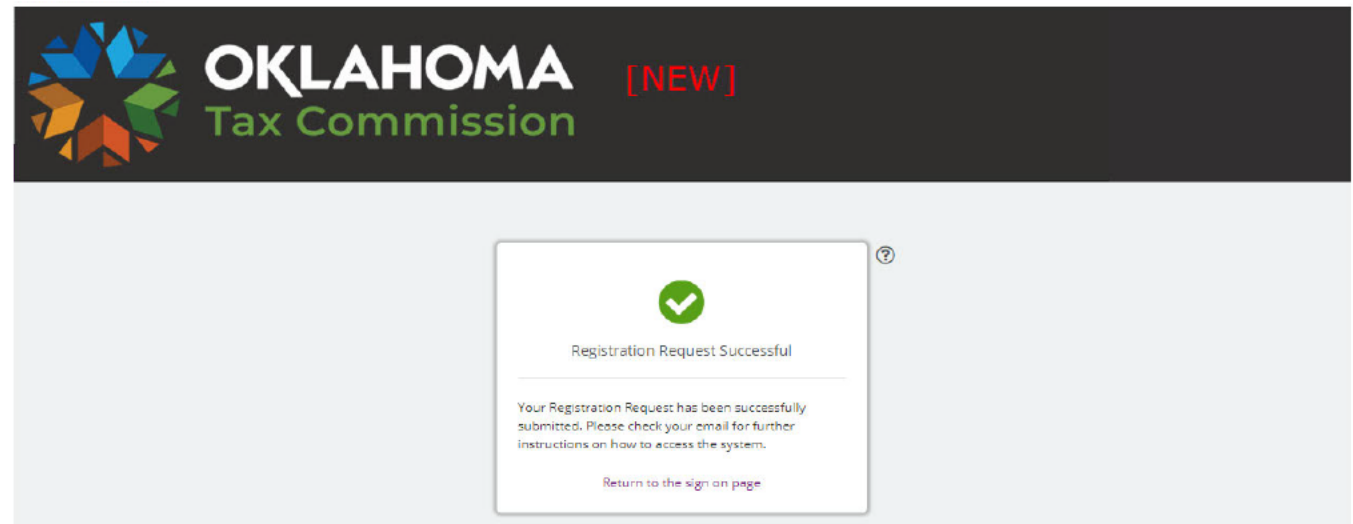 OKLAHOMA [NEW]
Tax Commission
Registration Request Successful
Your Registration Request has been successfully
submitted. Please check your email for further
instructions on how to access the system.
Return to the sign on page